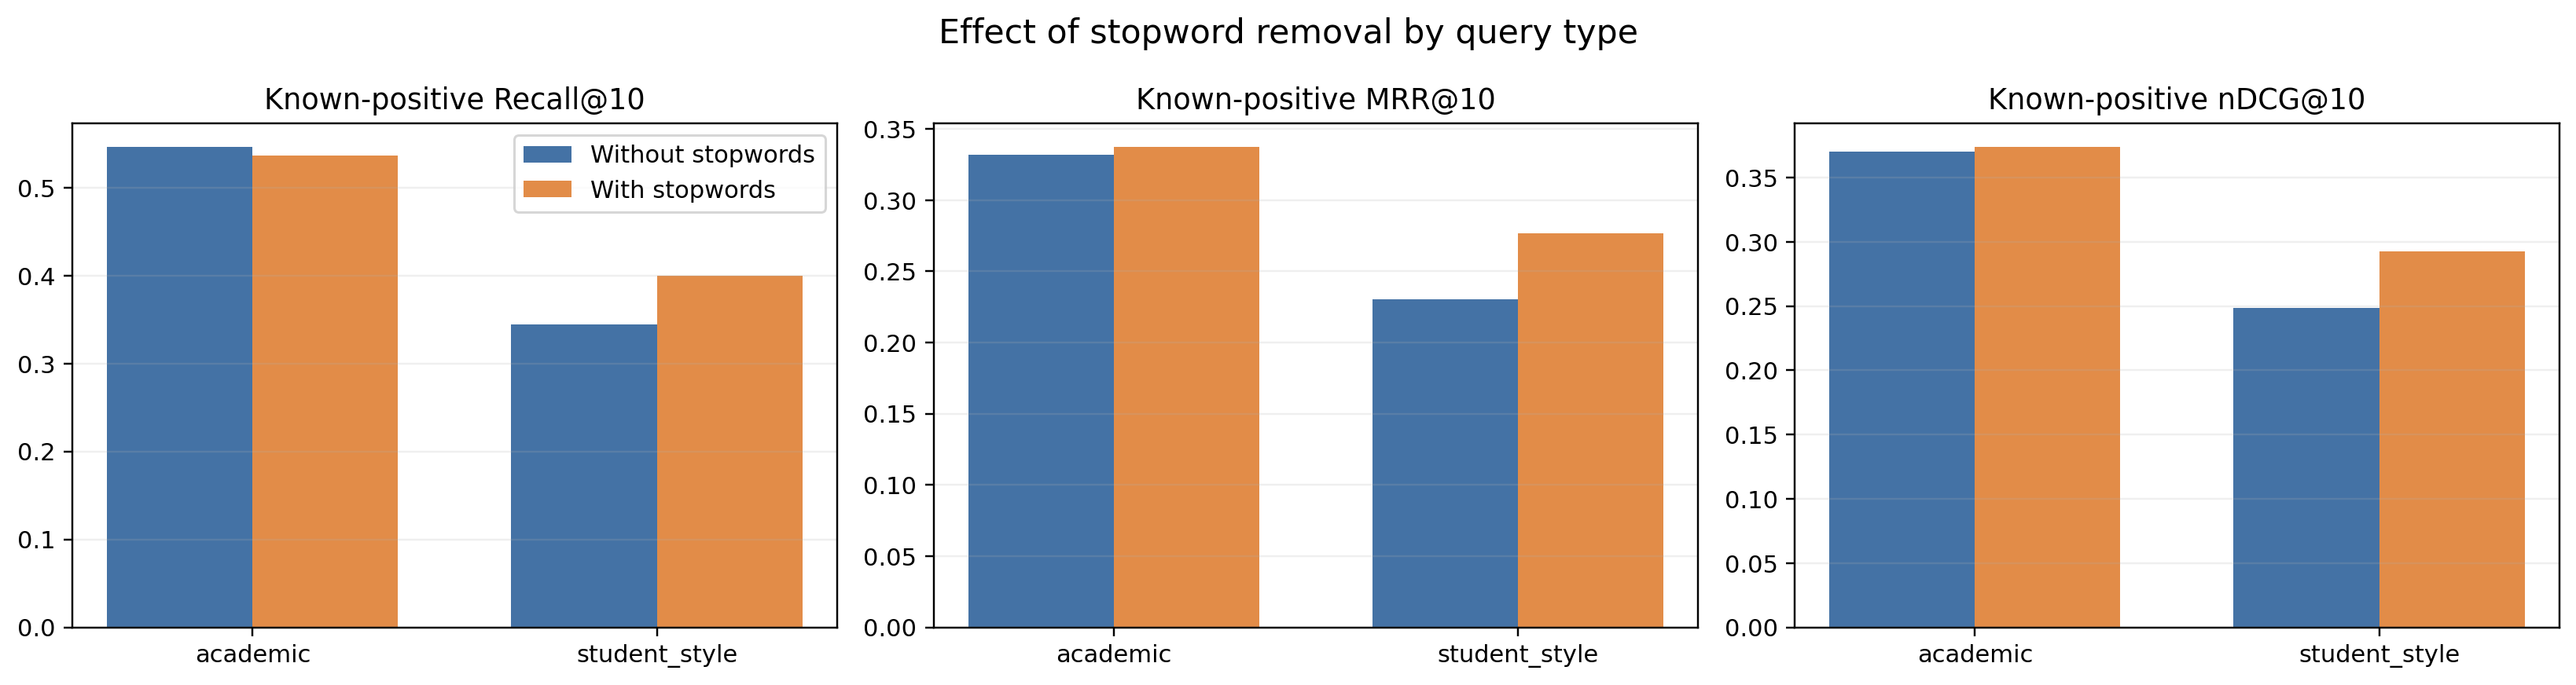 Effect of stopword removal by query type
Known-positive Recall@10
Without stopwords
With stopwords
0.5
0.4
0.3
0.2
0.1
0.0
academic
student_style
Known-positive MRR@10
0.35
0.30
0.25
0.20
0.15
0.10
0.05
0.00
academic
student_style
Known-positive nDCG@10
0.35
0.30
0.25
0.20
0.15
0.10
0.05
0.00
academic
student_style